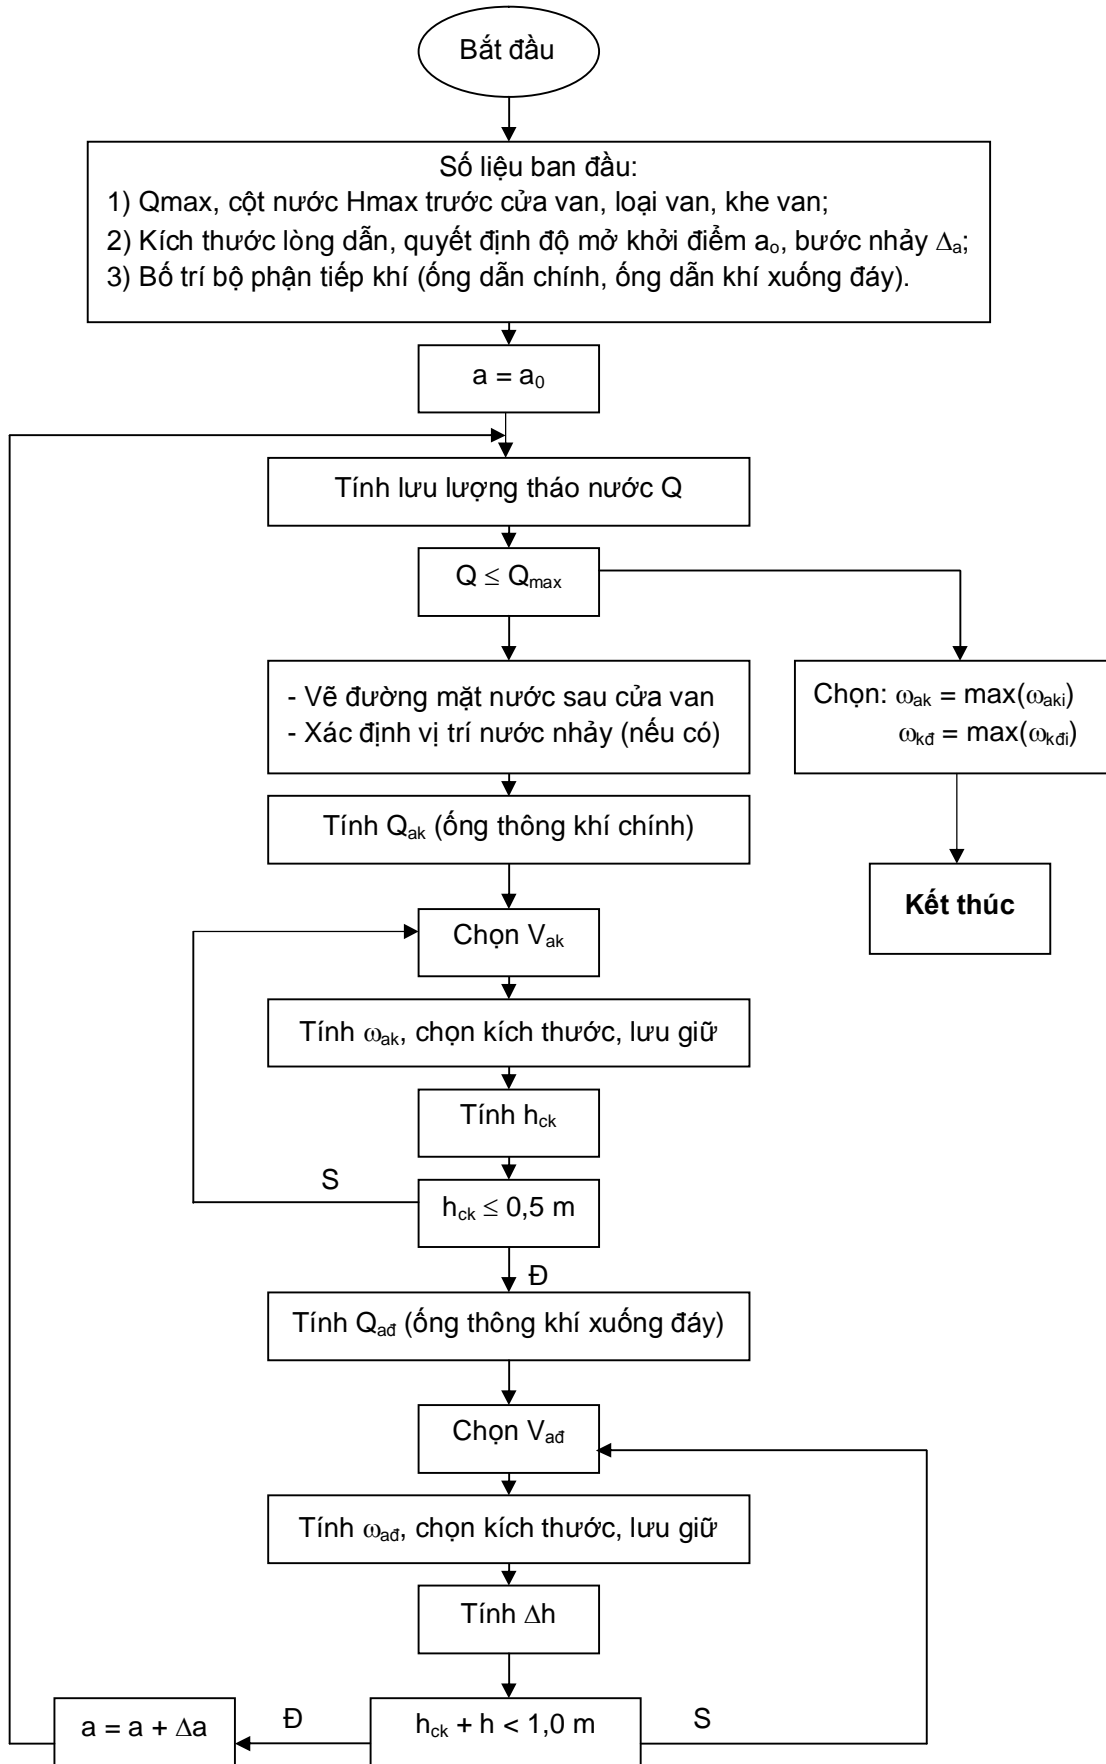 Bắt đầu
Số liệu ban đầu:
1) Qmax, cột nước Hmax trước cửa van, loại van, khe van;
2) Kích thước lòng dẫn, quyết định độ mở khởi điểm aₒ, bước nhảy Δₐ;
3) Bố trí bộ phận tiếp khí (ống dẫn chính, ống dẫn khí xuống đáy).
a = a₀
Tính lưu lượng tháo nước Q
Q ≤ Qmax
- Vẽ đường mặt nước sau cửa van
- Xác định vị trí nước nhảy (nếu có)
Chọn: ωak = max(ωaki)
ωkđ = max(ωkđi)
Tính Qak (ống thông khí chính)
Kết thúc
Chọn Vak
Tính ωak, chọn kích thước, lưu giữ
Tính hck
S
hck ≤ 0,5 m
Đ
Tính Qađ (ống thông khí xuống đáy)
Chọn Vađ
Tính ωađ, chọn kích thước, lưu giữ
Tính Δh
a = a + Δa
Đ
hck + h < 1,0 m
S